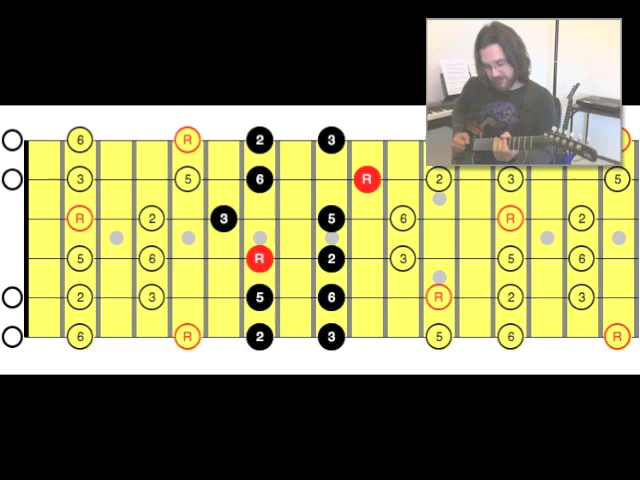 6 R 2 3
3 5 6 R 2 3 5
R 2 3 5 6 R 2
5 6 R 2 3 5 6
2 3 5 6 R 2 3
6 R 2 3 5 6 R